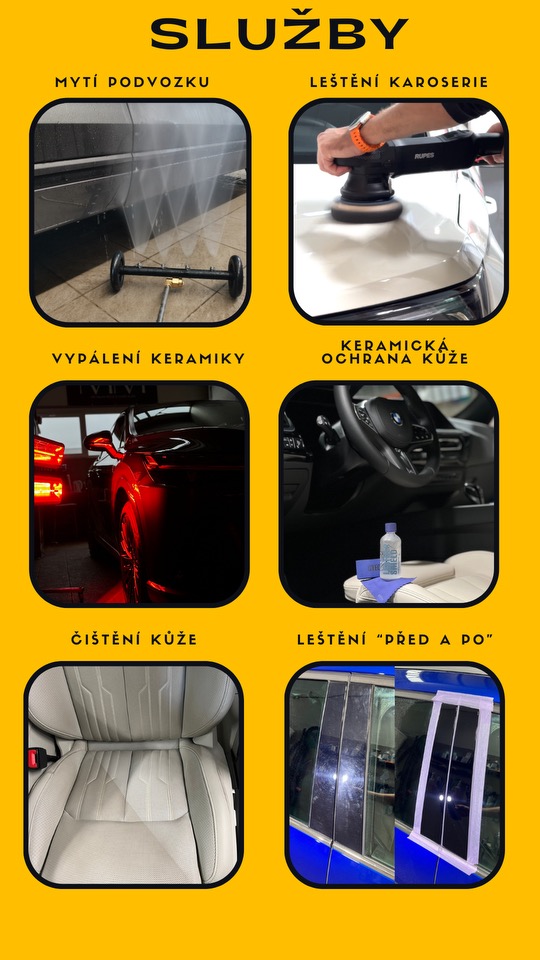 SLUŽBY
MYTÍ PODVOZKU
LEŠTĚNÍ KAROSERIE
RUPES
VYPÁLENÍ KERAMIKY
KERAMICKÁ
OCHRANA KŮŽE
ČIŠTĚNÍ KŮŽE
LEŠTĚNÍ “PŘED A PO”